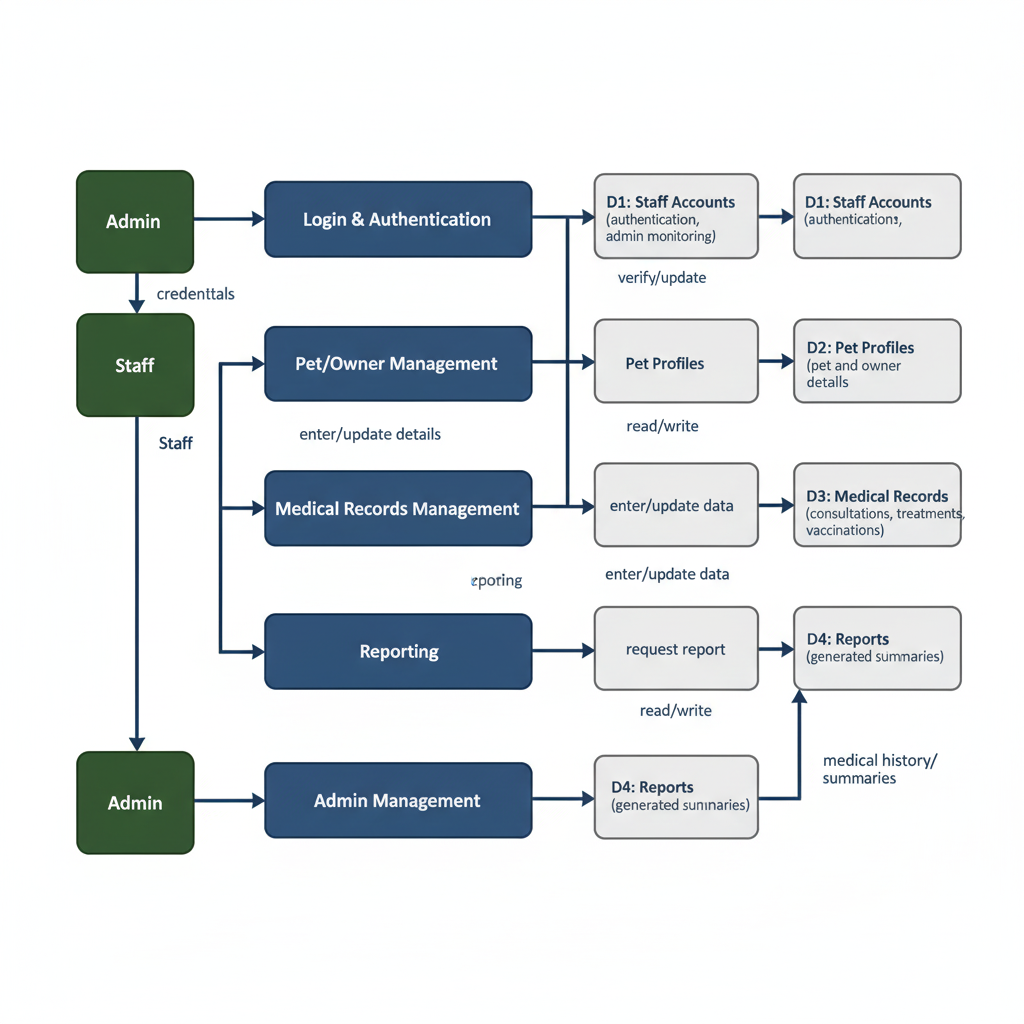 Admin
Login & Authentication
D1: Staff Accounts
(authentication,
admin monitoring)
D1: Staff Accounts
(authentication,
credenttals
verify/update
Staff
Pet/Owner Management
Pet Profiles
D2: Pet Profiles
(pet and owner
details
Staff
enter/update details
read/write
Medical Records Management
enter/update data
D3: Medical Records
(consultations, treatments,
vaccinations)
eporing
enter/update data
Reporting
request report
D4: Reports
(generated summaries)
read/write
medical history/
summaries
Admin
Admin Management
D4: Reports
(generated sumnaries)